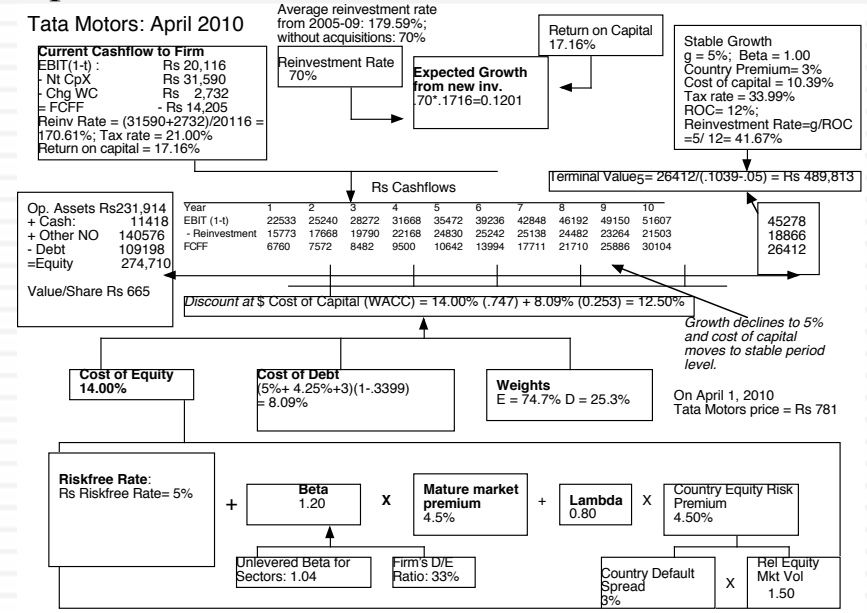 Tata Motors: April 2010
Average reinvestment rate
from 2005-09: 179.59%;
without acquisitions: 70%
Current Cashflow to Firm
EBIT(1-t) : Rs 20,116
- Nt CpX Rs 31,590
- Chg WC Rs 2,732
= FCFF - Rs 14,205
Reinv Rate = (31590+2732)/20116 =
170.61%; Tax rate = 21.00%
Return on capital = 17.16%
Reinvestment Rate
70%
Expected Growth
from new inv.
.70*.1716=0.1201
Return on Capital
17.16%
Stable Growth
g = 5%; Beta = 1.00
Country Premium= 3%
Cost of capital = 10.39%
Tax rate = 33.99%
ROC= 12%;
Reinvestment Rate=g/ROC
=5/ 12= 41.67%
Terminal Value5= 26412/(.1039-.05) = Rs 489,813
Rs Cashflows
Op. Assets Rs231,914
+ Cash: 11418
+ Other NO 140576
- Debt 109198
=Equity 274,710
Value/Share Rs 665
Year 1 2 3 4 5 6 7 8 9 10
EBIT (1-t) 22533 25240 28272 31668 35472 39236 42848 46192 49150 51607
- Reinvestment 15773 17668 19790 22168 24830 25242 25138 24482 23264 21503
FCFF 6760 7572 8482 9500 10642 13994 17711 21710 25886 30104
45278
18866
26412
Discount at $ Cost of Capital (WACC) = 14.00% (.747) + 8.09% (0.253) = 12.50%
Growth declines to 5%
and cost of capital
moves to stable period
level.
Cost of Equity
14.00%
Cost of Debt
(5%+ 4.25%+3)(1-.3399)
= 8.09%
Weights
E = 74.7% D = 25.3%
On April 1, 2010
Tata Motors price = Rs 781
Riskfree Rate:
Rs Riskfree Rate= 5%
+
Beta
1.20
X
Mature market
premium
4.5%
+
Lambda
0.80
X
Country Equity Risk
Premium
4.50%
Unlevered Beta for
Sectors: 1.04
Firm's D/E
Ratio: 33%
Country Default
Spread
3%
X
Rel Equity
Mkt Vol
1.50